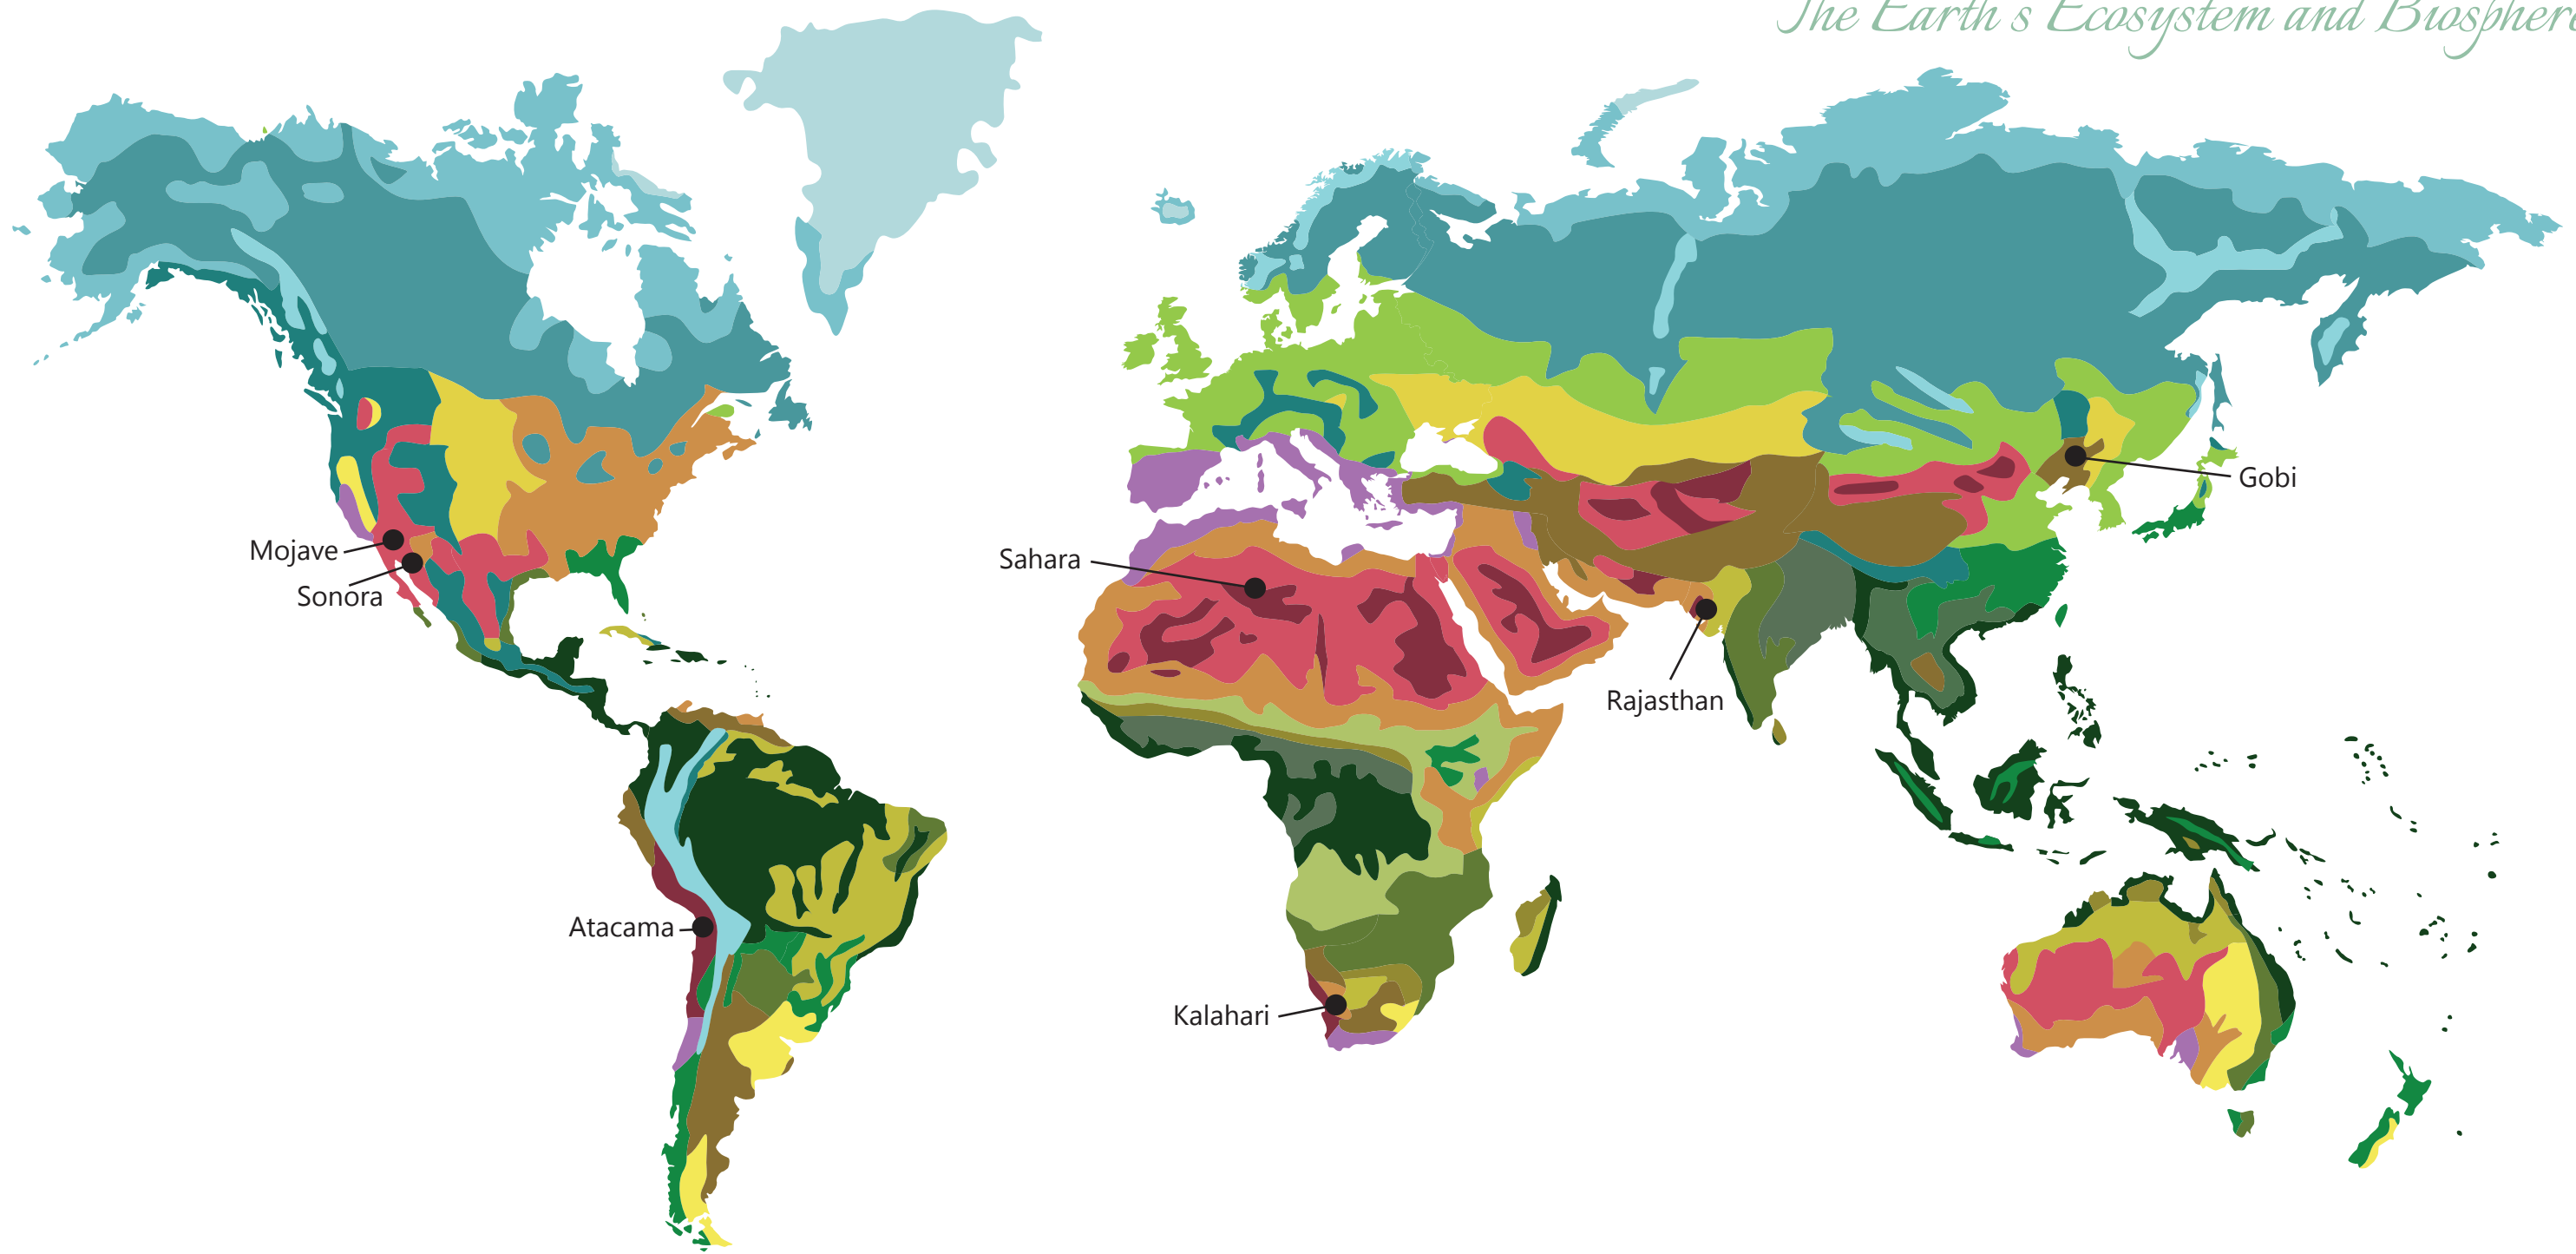 The Earth s Ecosystem and Biosphere
Mojave
Sonora
Sahara
Gobi
Rajasthan
Atacama
Kalahari